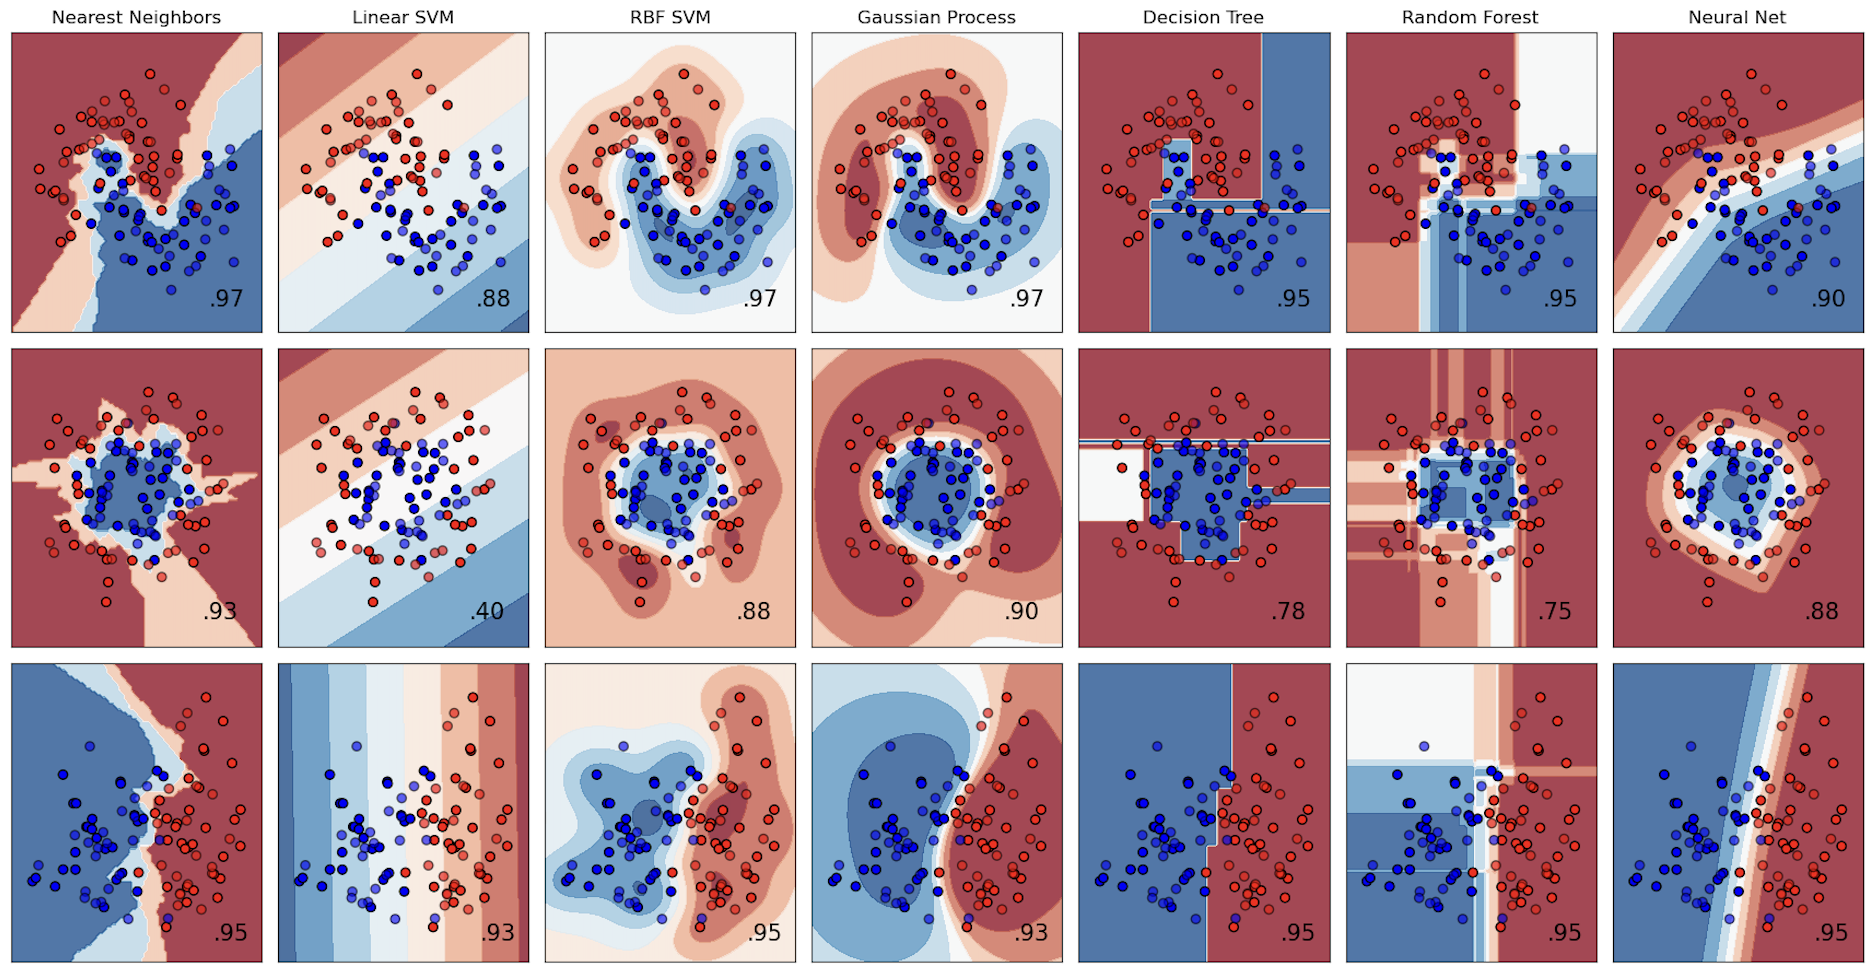 Nearest Neighbors Linear SVM RBF SVM Gaussian Process Decision Tree Random Forest Neural Net
.97 .88 .97 .97 .95 .95 .90
.93 .40 .88 .90 .78 .75 .88
.95 .93 .95 .93 .95 .95 .95